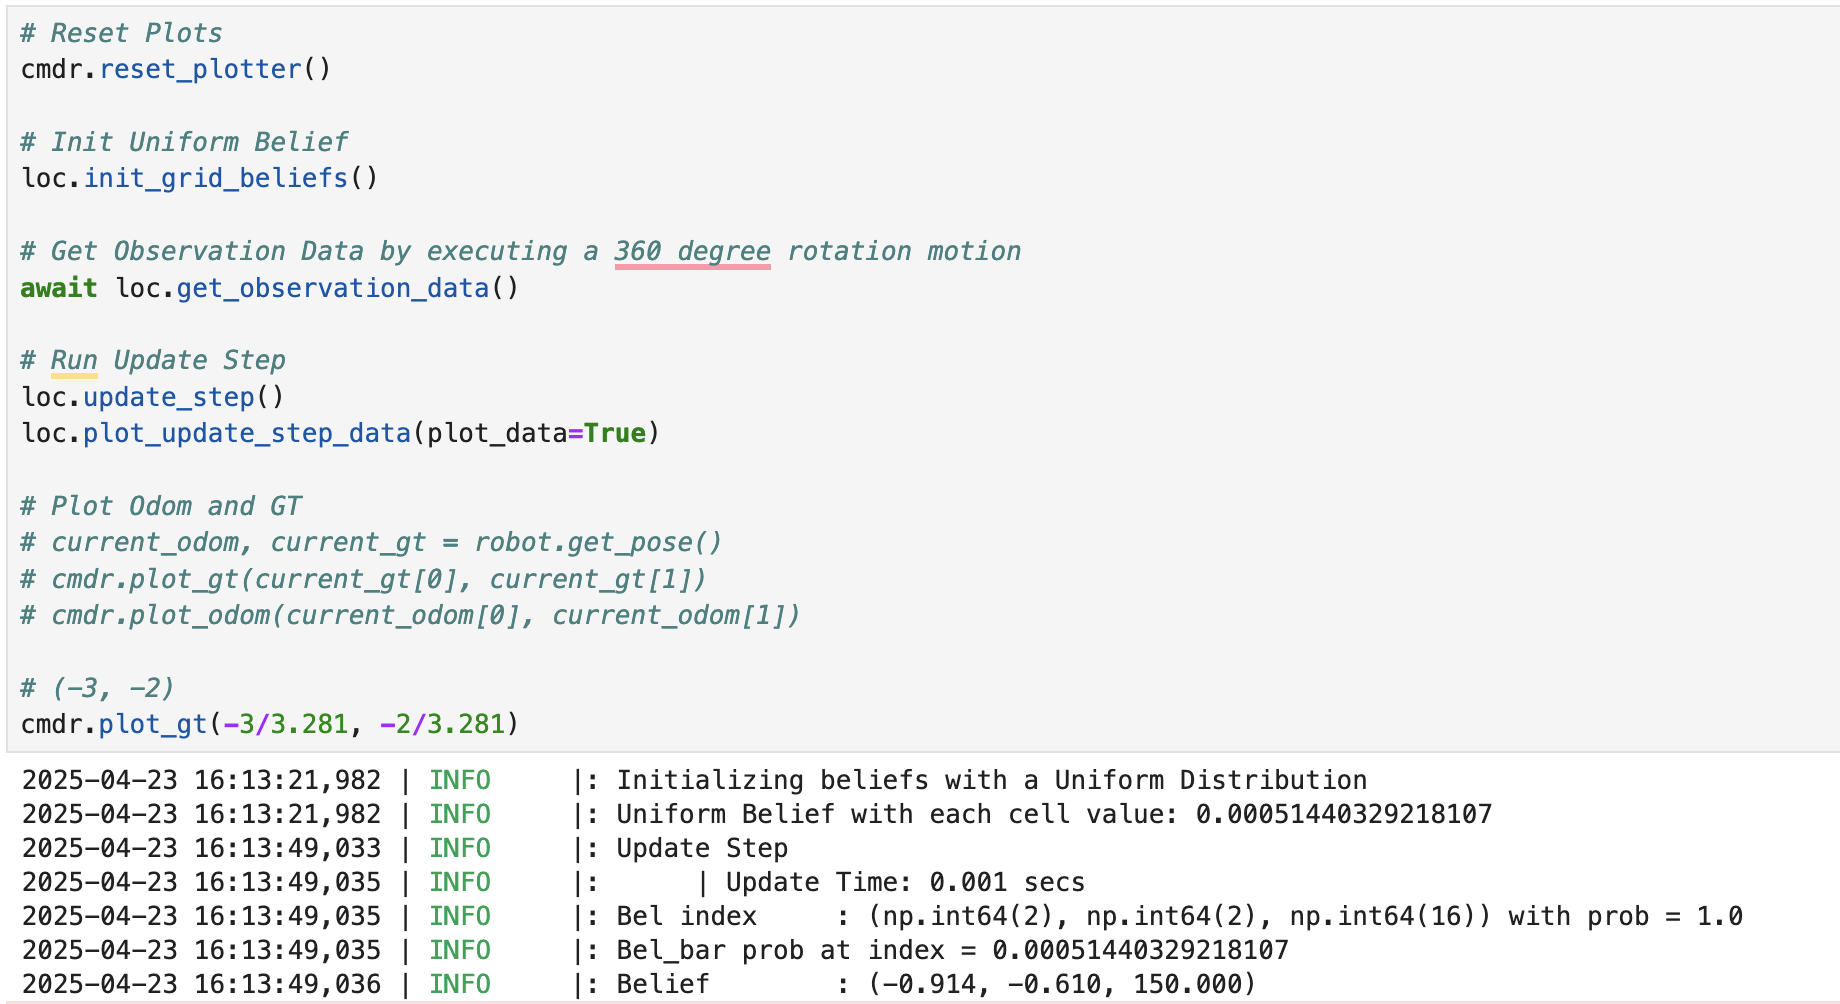 # Reset Plots
cmdr.reset_plotter()
# Init Uniform Belief
loc.init_grid_beliefs()
# Get Observation Data by executing a 360 degree rotation motion
await loc.get_observation_data()
# Run Update Step
loc.update_step()
loc.plot_update_step_data(plot_data=True)
# Plot Odom and GT
# current_odom, current_gt = robot.get_pose()
# cmdr.plot_gt(current_gt[0], current_gt[1])
# cmdr.plot_odom(current_odom[0], current_odom[1])
# (-3, -2)
cmdr.plot_gt(-3/3.281, -2/3.281)
2025-04-23 16:13:21,982 | INFO     |: Initializing beliefs with a Uniform Distribution
2025-04-23 16:13:21,982 | INFO     |: Uniform Belief with each cell value: 0.00051440329218107
2025-04-23 16:13:49,033 | INFO     |: Update Step
2025-04-23 16:13:49,035 | INFO     |:      | Update Time: 0.001 secs
2025-04-23 16:13:49,035 | INFO     |: Bel index     : (np.int64(2), np.int64(2), np.int64(16)) with prob = 1.0
2025-04-23 16:13:49,035 | INFO     |: Bel_bar prob at index = 0.00051440329218107
2025-04-23 16:13:49,036 | INFO     |: Belief        : (-0.914, -0.610, 150.000)